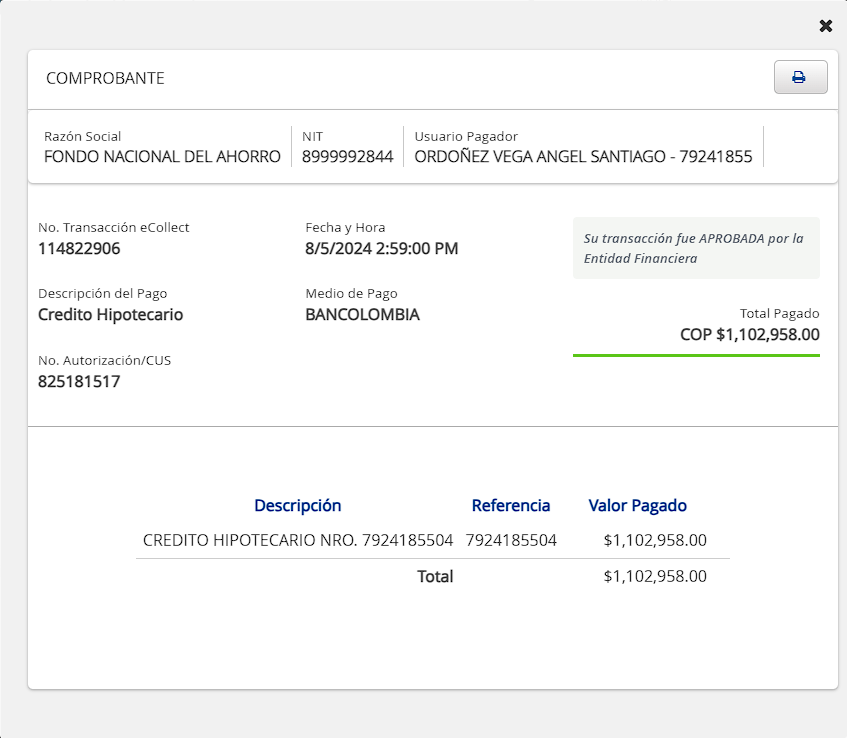 COMPROBANTE
Razón Social
FONDO NACIONAL DEL AHORRO
NIT
8999992844
Usuario Pagador
ORDOÑEZ VEGA ANGEL SANTIAGO - 79241855
No. Transacción eCollect
114822906
Fecha y Hora
8/5/2024 2:59:00 PM
Su transacción fue APROBADA por la
Entidad Financiera
Descripción del Pago
Credito Hipotecario
Medio de Pago
BANCOLOMBIA
Total Pagado
COP $1,102,958.00
No. Autorización/CUS
825181517
Descripción Referencia Valor Pagado
CREDITO HIPOTECARIO NRO. 7924185504 7924185504 $1,102,958.00
Total $1,102,958.00